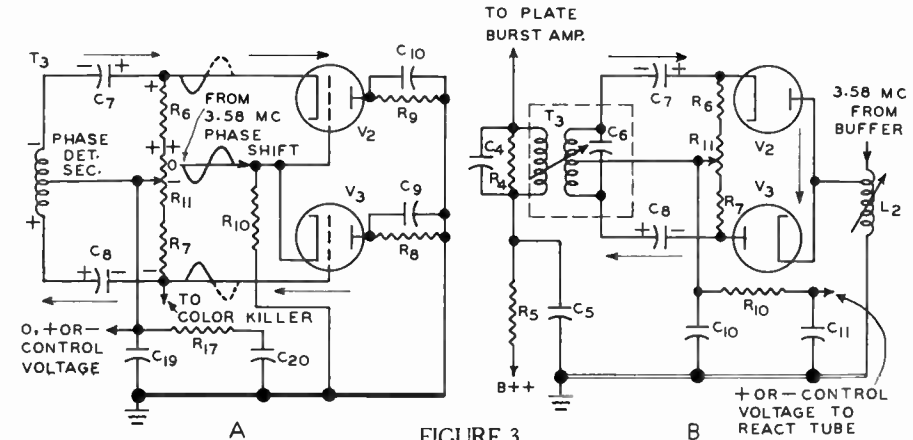 T3
C7
− +
+
R6
FROM
3.58 MC
PHASE
SHIFT
+ +
0
−
R11
PHASE
DET.
SEC.
−
+
R7
−
C8
+ −
TO
COLOR KILLER
R10
V2
C10
R9
V3
C9
R8
0, + OR −
CONTROL
VOLTAGE
C19
R17
C20
A
TO PLATE
BURST AMP.
C4
R4
T3
C6
− +
C7
R6
R11
R7
V2
V3
3.58 MC
FROM
BUFFER
L2
C8
+ −
R5
C5
B++
R10
C10
C11
+ OR − CONTROL
VOLTAGE TO
REACT TUBE
B
FIGURE 3